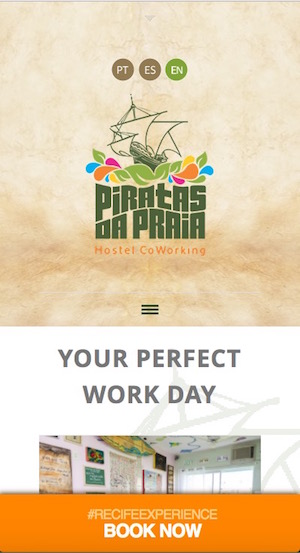 PT ES EN
PiRatas
Da PRaia
Hostel CoWorking
YOUR PERFECT
WORK DAY
#RECIFEEXPERIENCE
BOOK NOW